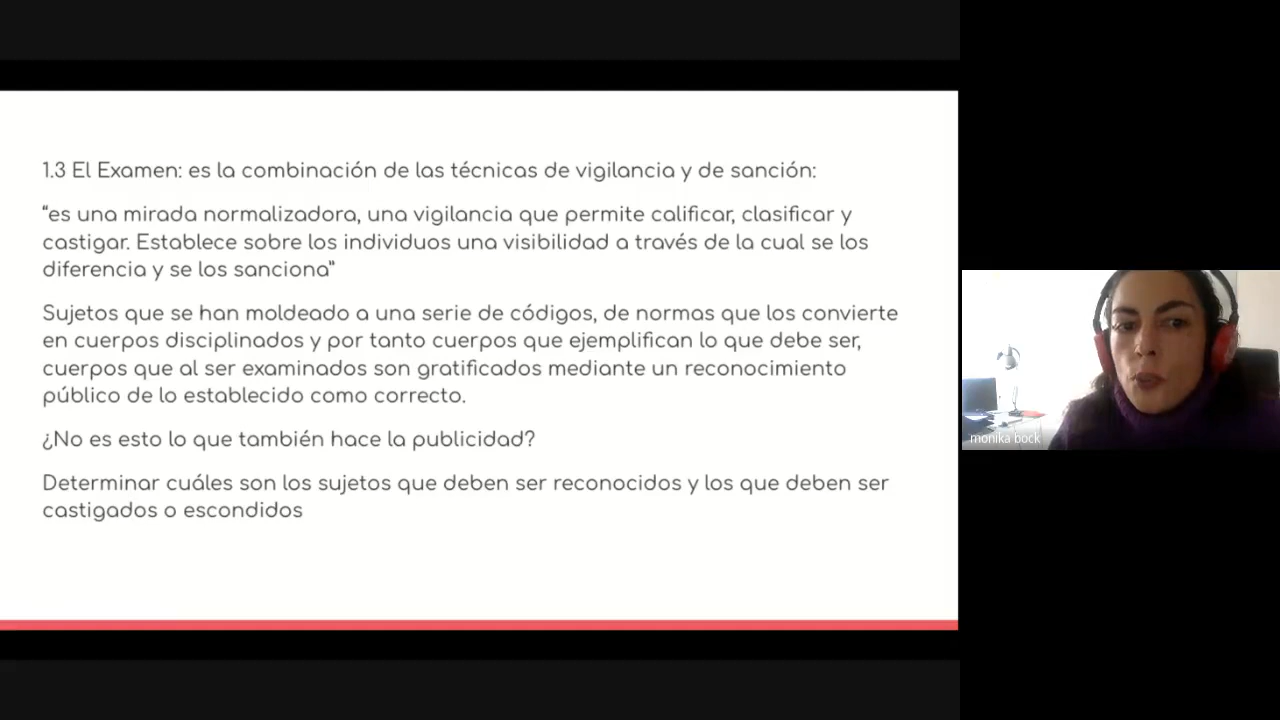 1.3 El Examen: es la combinación de las técnicas de vigilancia y de sanción:
“es una mirada normalizadora, una vigilancia que permite calificar, clasificar y
castigar. Establece sobre los individuos una visibilidad a través de la cual se los
diferencia y se los sanciona”
Sujetos que se han moldeado a una serie de códigos, de normas que los convierte
en cuerpos disciplinados y por tanto cuerpos que ejemplifican lo que debe ser,
cuerpos que al ser examinados son gratificados mediante un reconocimiento
público de lo establecido como correcto.
¿No es esto lo que también hace la publicidad?
Determinar cuáles son los sujetos que deben ser reconocidos y los que deben ser
castigados o escondidos
monika bock